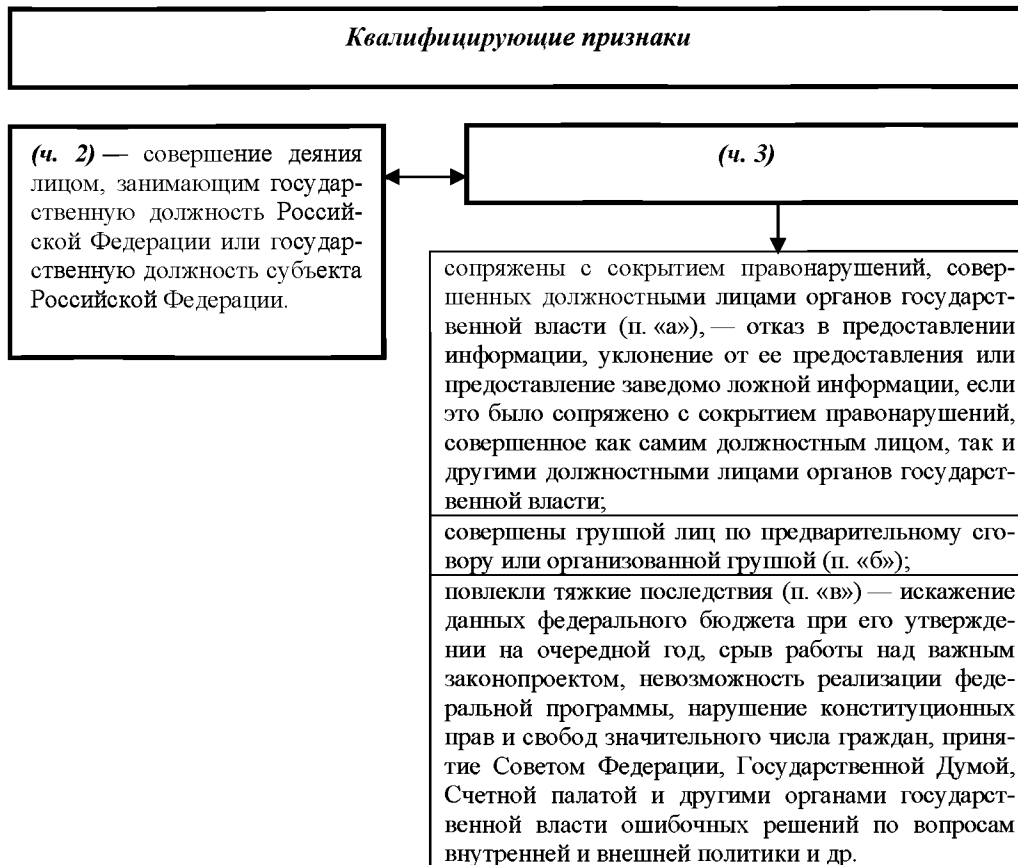 Квалифицирующие признаки
(ч. 2) — совершение деяния
лицом, занимающим государ-
ственную должность Россий-
ской Федерации или государ-
ственную должность субъекта
Российской Федерации.
(ч. 3)
сопряжены с сокрытием правонарушений, совер-
шенных должностными лицами органов государст-
венной власти (п. «а»), — отказ в предоставлении
информации, уклонение от ее предоставления или
предоставление заведомо ложной информации, если
это было сопряжено с сокрытием правонарушений,
совершенное как самим должностным лицом, так и
другими должностными лицами органов государст-
венной власти;
совершены группой лиц по предварительному сго-
вору или организованной группой (п. «б»);
повлекли тяжкие последствия (п. «в») — искажение
данных федерального бюджета при его утвержде-
нии на очередной год, срыв работы над важным
законопроектом, невозможность реализации феде-
ральной программы, нарушение конституционных
прав и свобод значительного числа граждан, приня-
тие Советом Федерации, Государственной Думой,
Счетной палатой и другими органами государст-
венной власти ошибочных решений по вопросам
внутренней и внешней политики и др.